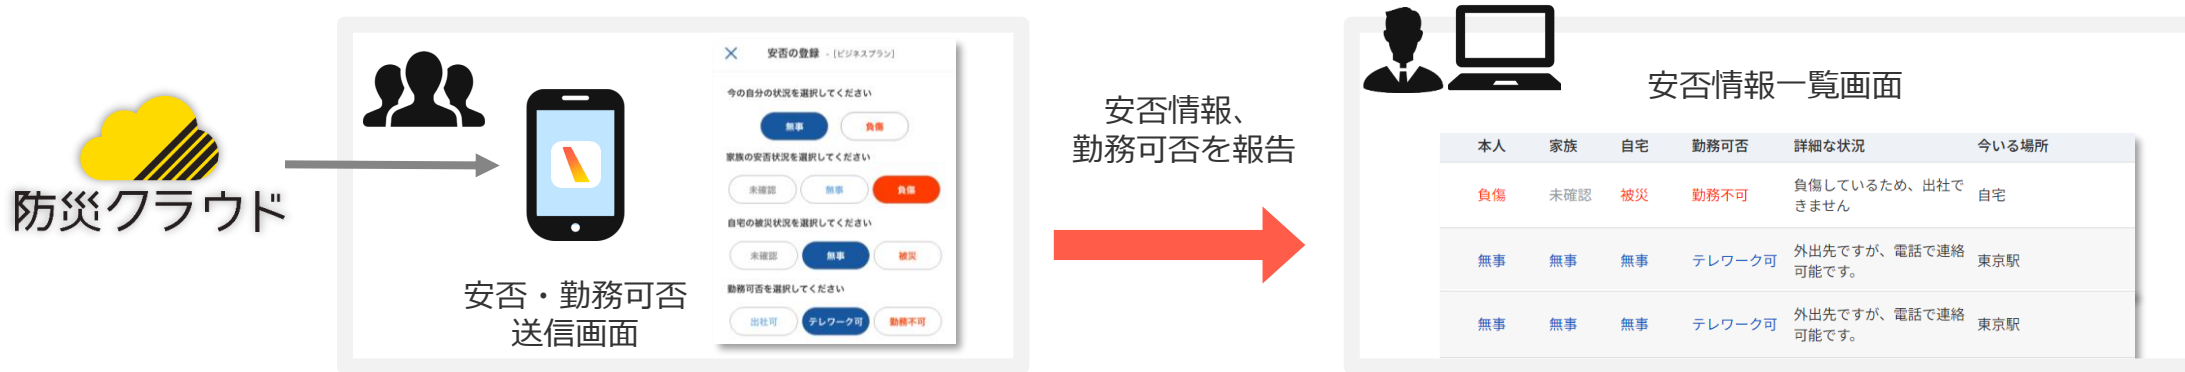 防災クラウド
安否・勤務可否
送信画面
安否の登録 - [ビジネスプラン]
今の自分の状況を選択してください
無事 負傷
家族の安否状況を選択してください
未確認 無事 負傷
自宅の被災状況を選択してください
未確認 無事 被災
勤務可否を選択してください
出社可 テレワーク可 勤務不可
安否情報、
勤務可否を報告
安否情報一覧画面
本人 家族 自宅 勤務可否 詳細な状況 今いる場所
負傷 未確認 被災 勤務不可 負傷しているため、出社で 自宅
きません
無事 無事 無事 テレワーク可 外出先ですが、電話で連絡 東京駅
可能です。
無事 無事 無事 テレワーク可 外出先ですが、電話で連絡 東京駅
可能です。